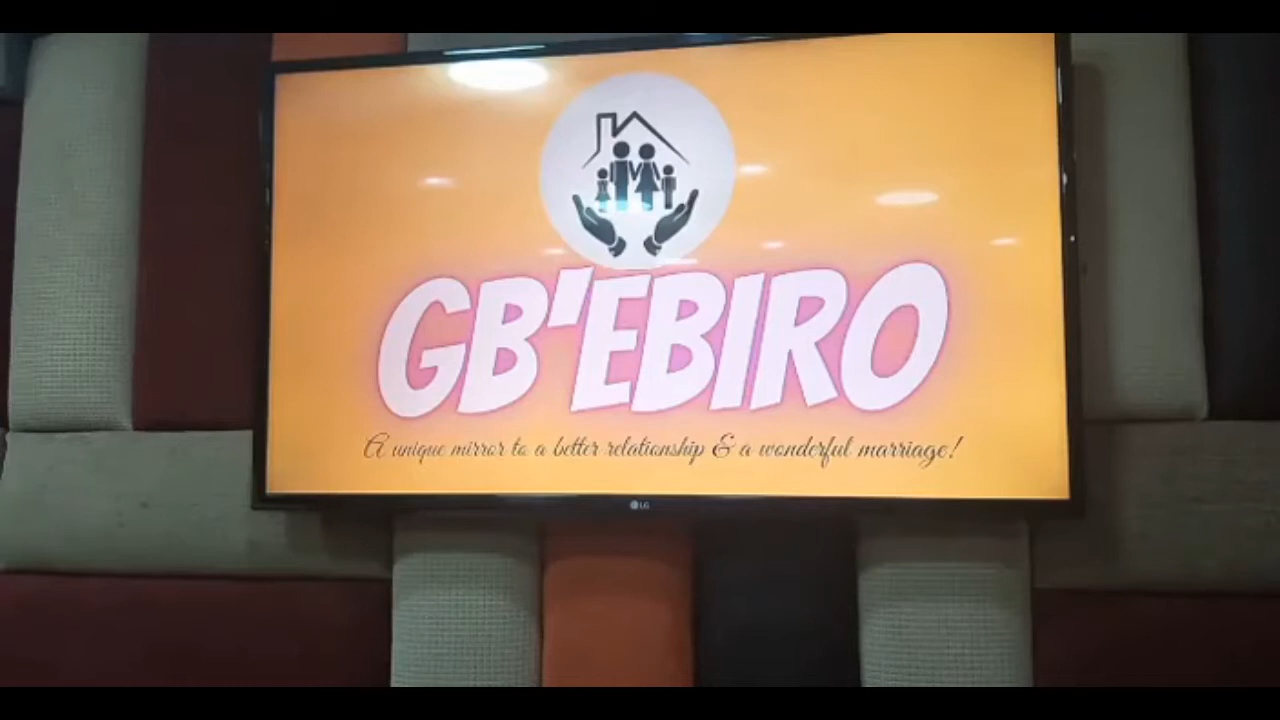 GB'EBIRO
A unique mirror to a better relationship & a wonderful marriage!
LG